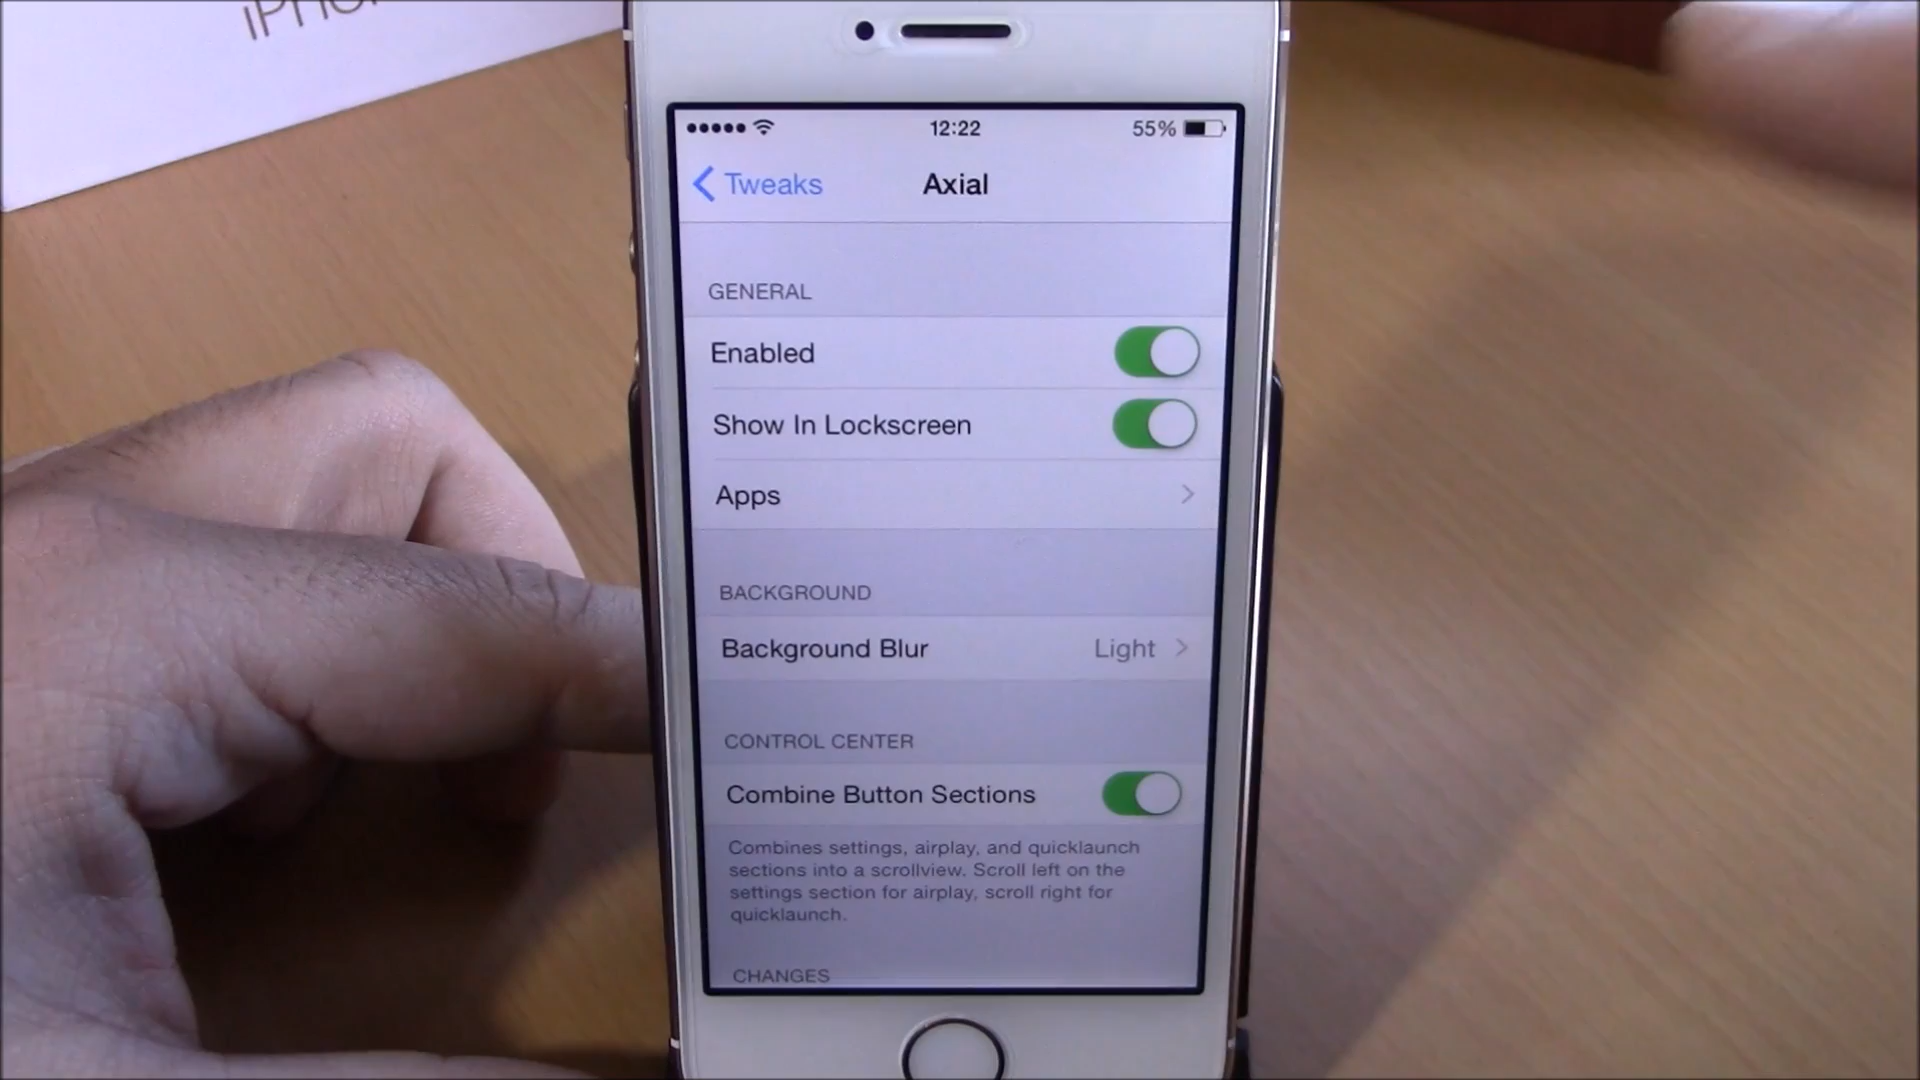 12:22
55%
Tweaks
Axial
GENERAL
Enabled
Show In Lockscreen
Apps
BACKGROUND
Background Blur
Light
CONTROL CENTER
Combine Button Sections
Combines settings, airplay, and quicklaunch
sections into a scrollview. Scroll left on the
settings section for airplay, scroll right for
quicklaunch.
CHANGES